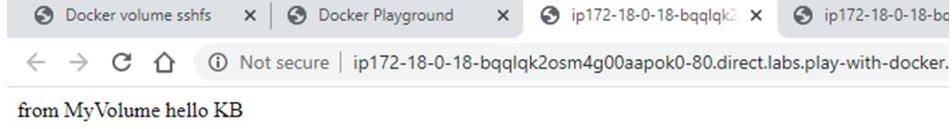 Docker volume sshfs
Docker Playground
ip172-18-0-18-bqqlqk2
ip172-18-0-18-bq
Not secure
ip172-18-0-18-bqqlqk2osm4g00aapok0-80.direct.labs.play-with-docker.
from MyVolume hello KB